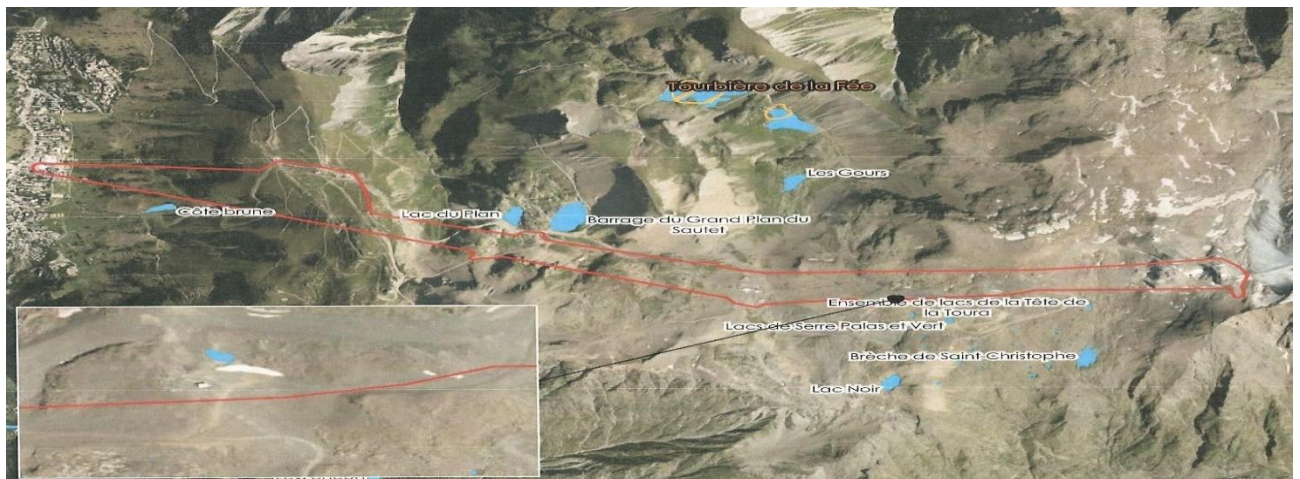 Tourbière de la Fée
Les Gours
Côte brune
Lac du Plan
Barrage du Grand Plan du
Sautet
Ensemble de lacs de la Tête de
la Toura
Lacs de Serre Palas et Vert
Brèche de Saint-Christophe
Lac Noir